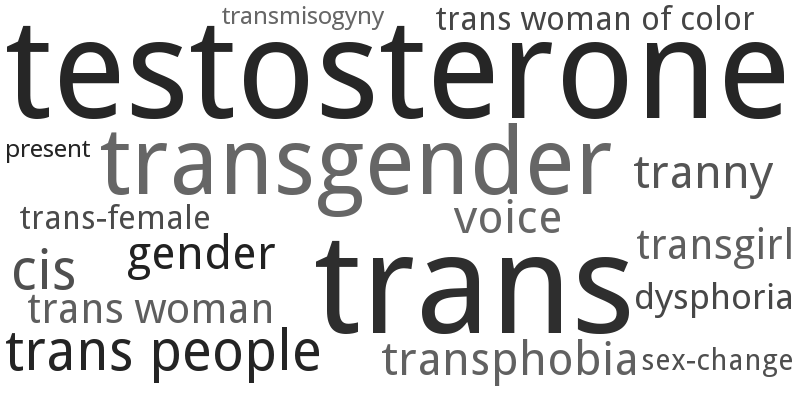 transmisogyny
trans woman of color
testosterone
present
transgender
tranny
trans-female
voice
cis
gender
transgirl
trans
trans woman
dysphoria
trans people
transphobia
sex-change